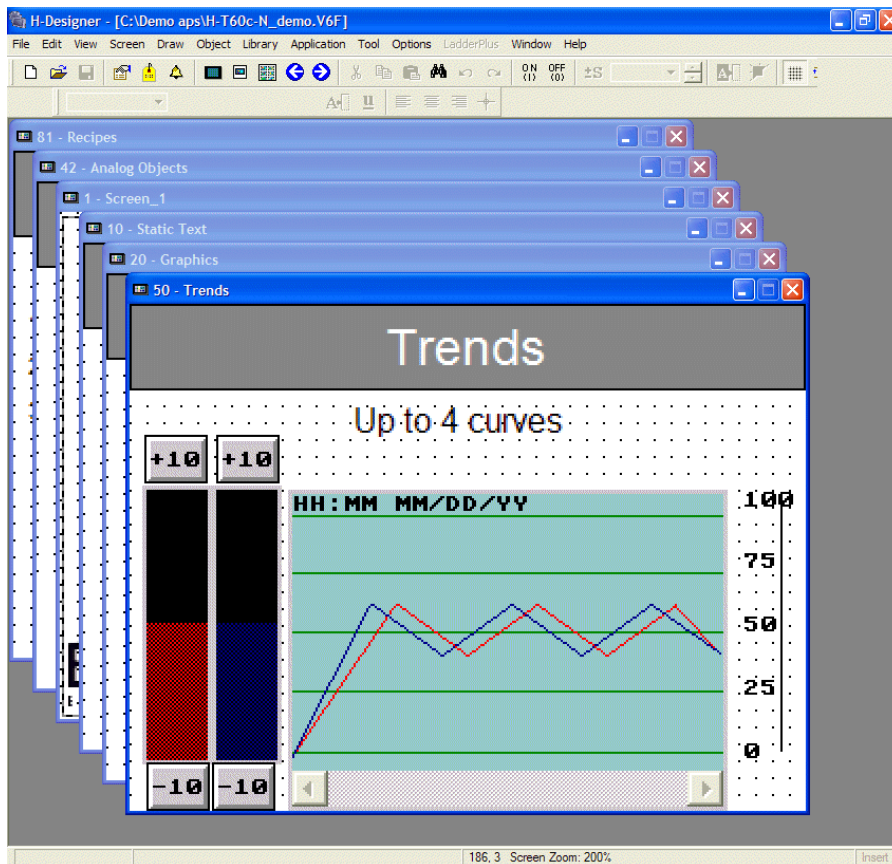 H-Designer - [C:\Demo aps\H-T60c-N_demo.V6F]
File Edit View Screen Draw Object Library Application Tool Options LadderPlus Window Help
ON (I) OFF (0) ±S A
A U
81 - Recipes
42 - Analog Objects
1 - Screen_1
10 - Static Text
20 - Graphics
50 - Trends
Trends
Up to 4 curves
+10 +10
HH:MM MM/DD/YY
100
75
50
25
0
-10 -10
186, 3 Screen Zoom: 200%
Insert